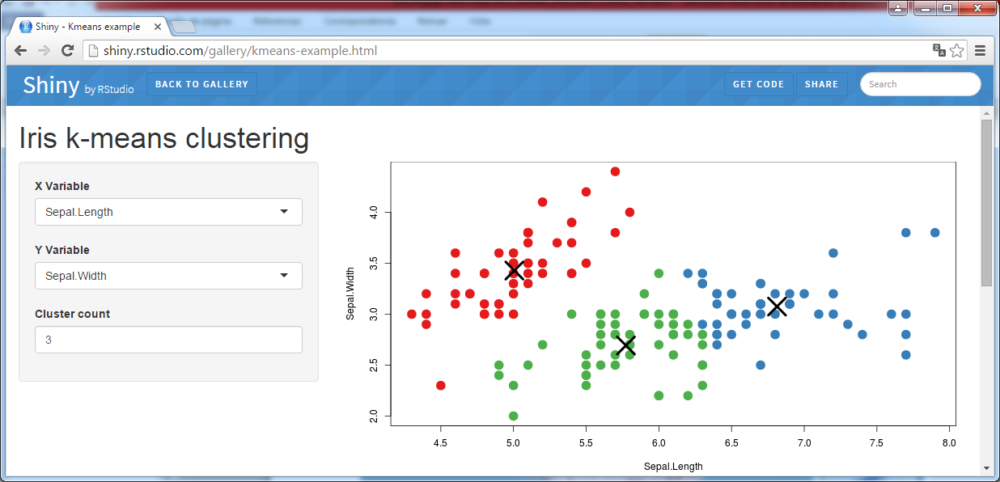 Shiny - Kmeans example
shiny.rstudio.com/gallery/kmeans-example.html
Shiny by RStudio
BACK TO GALLERY
GET CODE
SHARE
Search
Iris k-means clustering
X Variable
Sepal.Length
Y Variable
Sepal.Width
Cluster count
3
Sepal.Width
4.0
3.5
3.0
2.5
2.0
4.5 5.0 5.5 6.0 6.5 7.0 7.5 8.0
Sepal.Length